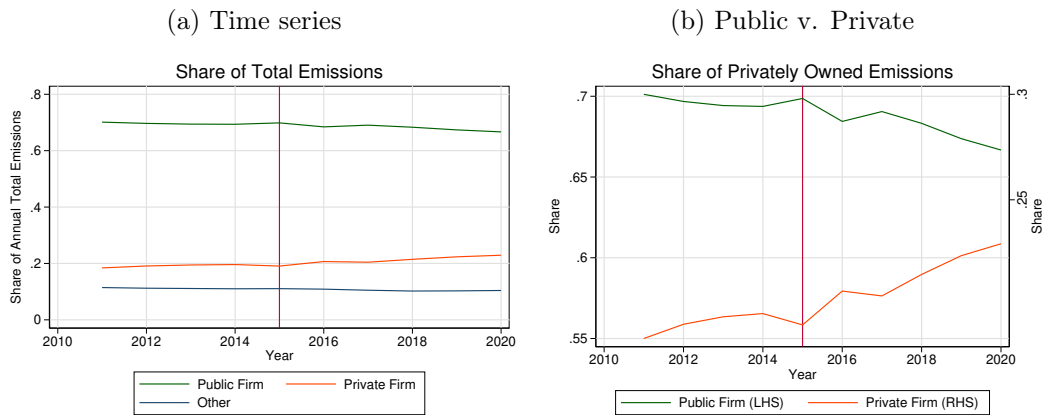 (a) Time series
Share of Total Emissions
Share of Annual Total Emissions
.8
.6
.4
.2
0
2010 2012 2014 2016 2018 2020
Year
Public Firm Private Firm
Other
(b) Public v. Private
Share of Privately Owned Emissions
Share
.7
.65
.6
.55
.3
.25
Share
2010 2012 2014 2016 2018 2020
Year
Public Firm (LHS) Private Firm (RHS)